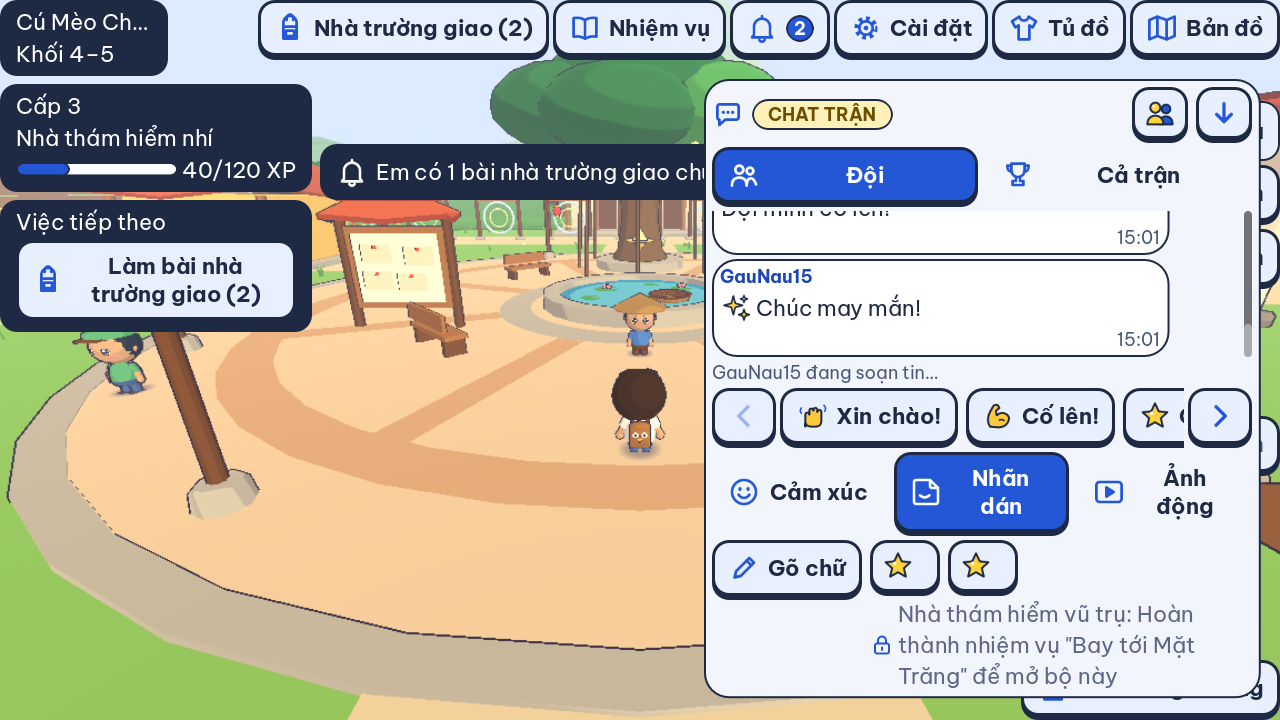 Cú Mèo Ch...
Khối 4–5
Nhà trường giao (2)
Nhiệm vụ
2
Cài đặt
Tủ đồ
Bản đồ
Cấp 3
Nhà thám hiểm nhí
40/120 XP
Em có 1 bài nhà trường giao
Việc tiếp theo
Làm bài nhà
trường giao (2)
CHAT TRẬN
Đội
Cả trận
15:01
GauNau15
Chúc may mắn!
15:01
GauNau15 đang soạn tin...
Xin chào!
Cố lên!
Cảm xúc
Nhãn
dán
Ảnh
động
Gõ chữ
Nhà thám hiểm vũ trụ: Hoàn
thành nhiệm vụ "Bay tới Mặt
Trăng" để mở bộ này